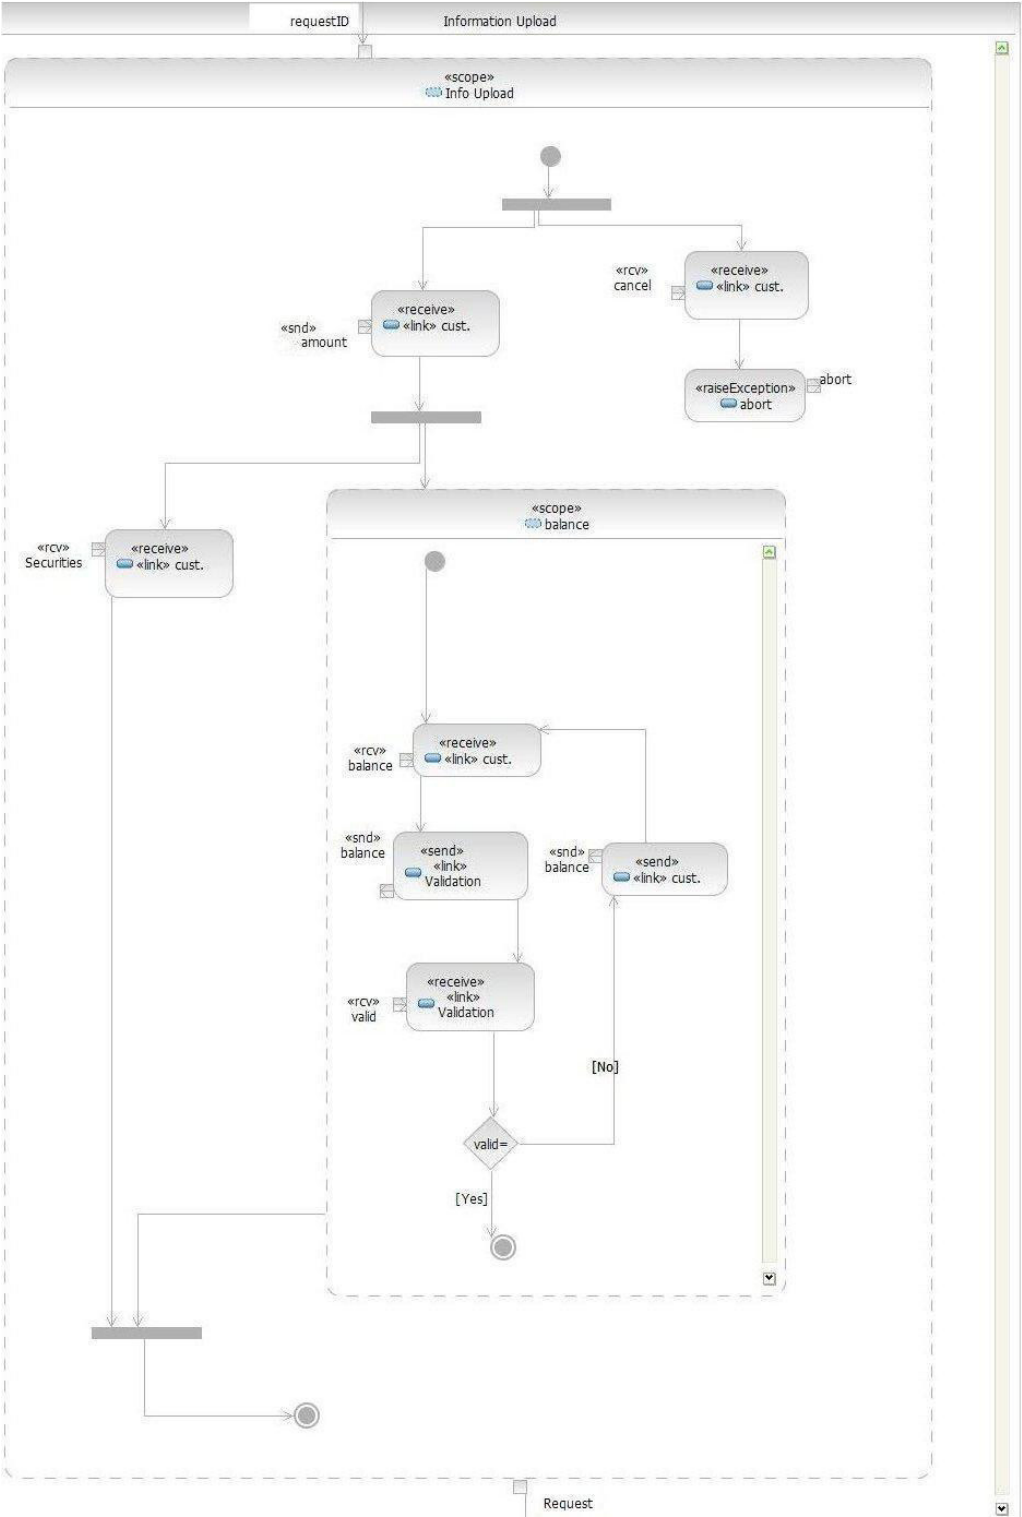 requestID
Information Upload
«scope»
Info Upload
«rcv»
cancel
«receive»
«link» cust.
«snd»
amount
«receive»
«link» cust.
«raiseException»
abort
abort
«rcv»
Securities
«receive»
«link» cust.
«scope»
balance
«rcv»
balance
«receive»
«link» cust.
«snd»
balance
«send»
«link»
Validation
«snd»
balance
«send»
«link» cust.
«rcv»
valid
«receive»
«link»
Validation
[No]
valid=
[Yes]
Request